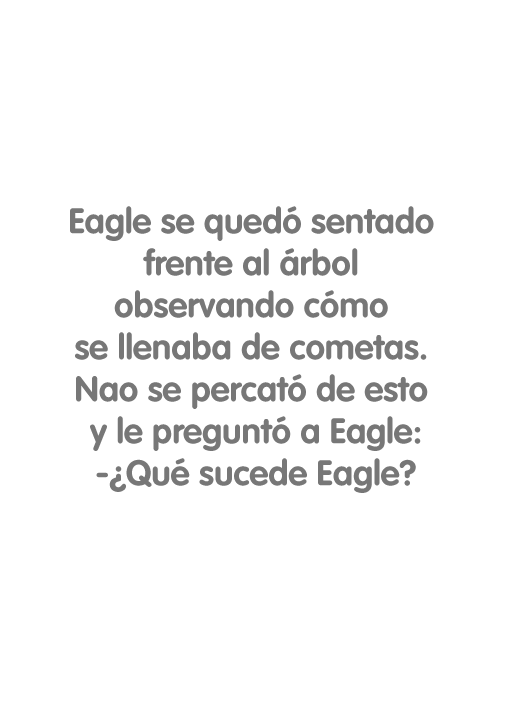 Eagle se quedó sentado
frente al árbol
observando cómo
se llenaba de cometas.
Nao se percató de esto
y le preguntó a Eagle:
-¿Qué sucede Eagle?